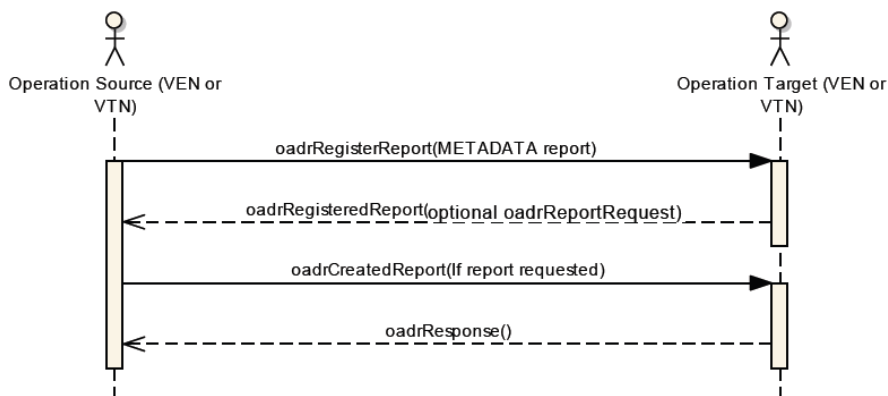 Operation Source (VEN or
VTN)
Operation Target (VEN or
VTN)
oadrRegisterReport(METADATA report)
oadrRegisteredReport(optional oadrReportRequest)
oadrCreatedReport(If report requested)
oadrResponse()